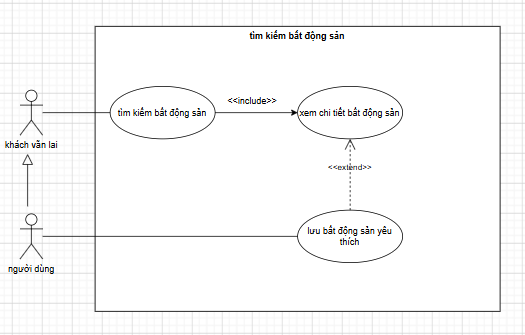 tìm kiếm bất động sản
<<include>>
tìm kiếm bất động sản
xem chi tiết bất động sản
khách vãn lai
<<extend>>
lưu bất động sản yêu
thích
người dùng